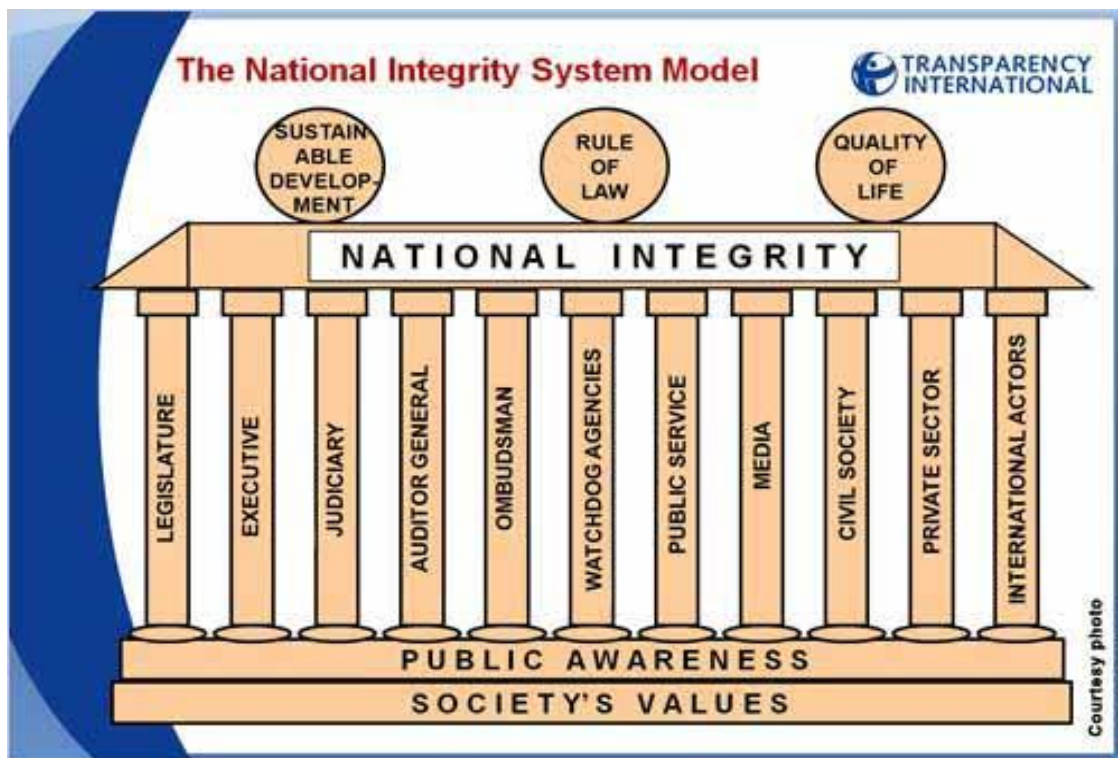 The National Integrity System Model
TRANSPARENCY
INTERNATIONAL
SUSTAIN
ABLE
DEVELOP-
MENT
RULE
OF
LAW
QUALITY
OF
LIFE
NATIONAL INTEGRITY
LEGISLATURE
EXECUTIVE
JUDICIARY
AUDITOR GENERAL
OMBUDSMAN
WATCHDOG AGENCIES
PUBLIC SERVICE
MEDIA
CIVIL SOCIETY
PRIVATE SECTOR
INTERNATIONAL ACTORS
PUBLIC AWARENESS
SOCIETY'S VALUES
Courtesy photo